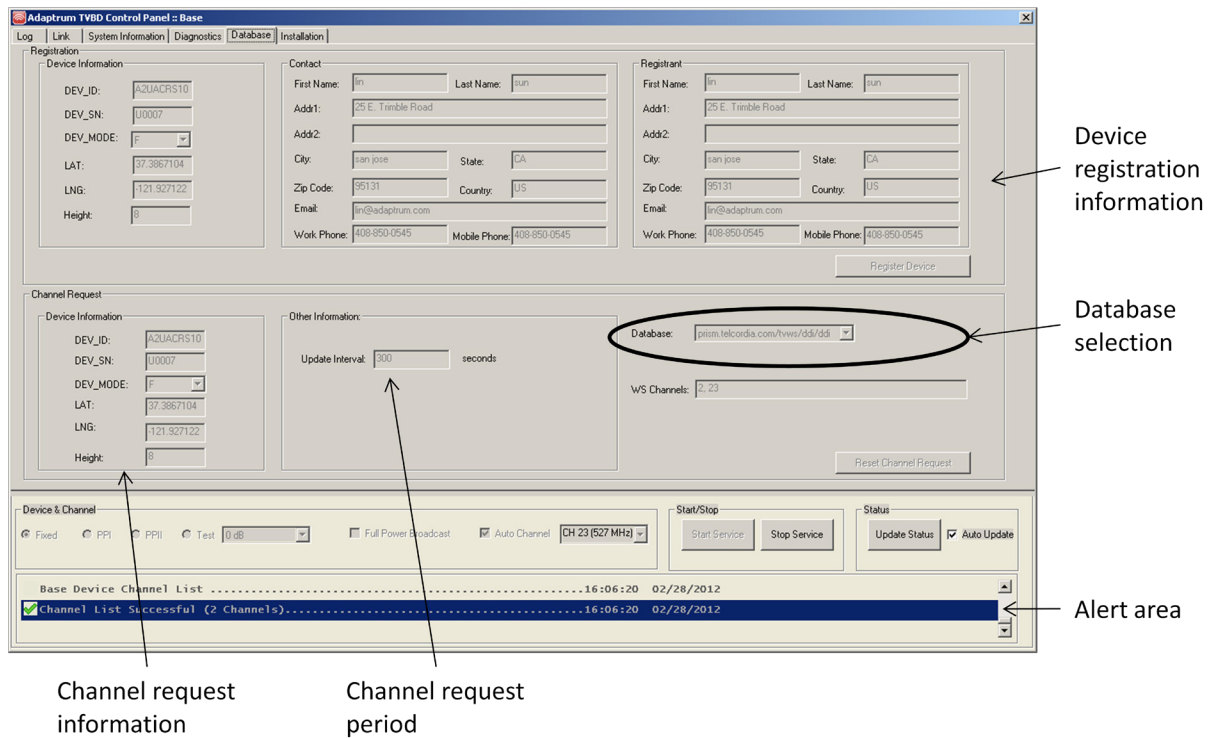 Adaptrum TVBD Control Panel :: Base
Log Link System Information Diagnostics Database Installation
Registration
Device Information
DEV_ID: A2UACRS10
DEV_SN: U0007
DEV_MODE: F
LAT: 37.3867104
LNG: -121.927122
Height: 8
Contact
First Name: lin Last Name: sun
Addr1: 25 E. Trimble Road
Addr2:
City: san jose State: CA
Zip Code: 95131 Country: US
Email: lin@adaptrum.com
Work Phone: 408-850-0545 Mobile Phone: 408-850-0545
Registrant
First Name: lin Last Name: sun
Addr1: 25 E. Trimble Road
Addr2:
City: san jose State: CA
Zip Code: 95131 Country: US
Email: lin@adaptrum.com
Work Phone: 408-850-0545 Mobile Phone: 408-850-0545
Register Device
Device
registration
information
Channel Request
Device Information
DEV_ID: A2UACRS10
DEV_SN: U0007
DEV_MODE: F
LAT: 37.3867104
LNG: -121.927122
Height: 8
Other Information:
Update Interval: 300 seconds
Database: prism.telcordia.com/tvws/ddi/ddi
WS Channels: 2, 23
Reset Channel Request
Database
selection
Device & Channel
Fixed PPI PPII Test 0 dB Full Power Broadcast Auto Channel CH 23 (527 MHz)
Start/Stop
Start Service Stop Service
Status
Update Status Auto Update
Base Device Channel List .......................................................16:06:20 02/28/2012
Channel List Successful (2 Channels)............................................16:06:20 02/28/2012
Alert area
Channel request
information
Channel request
period